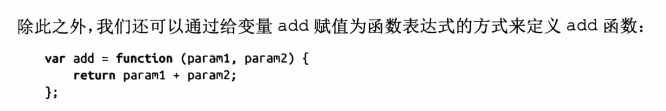 除此之外，我们还可以通过给变量 add 赋值为函数表达式的方式来定义 add 函数：
var add = function (param1, param2) {
    return param1 + param2;
};